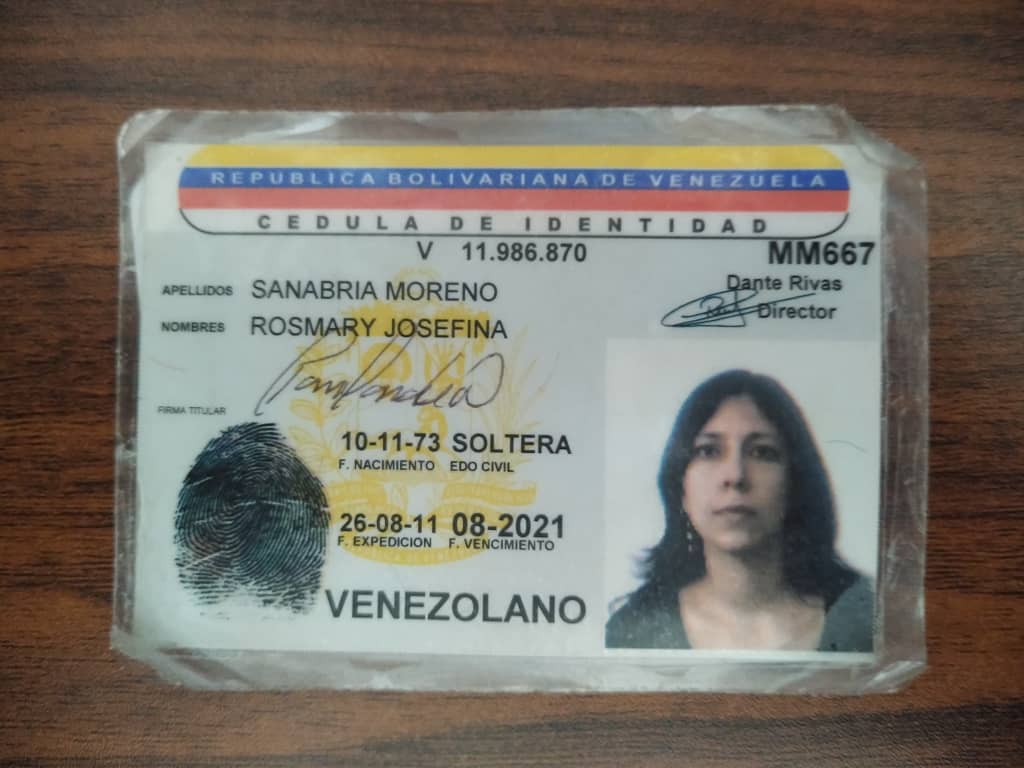 REPUBLICA BOLIVARIANA DE VENEZUELA
CEDULA DE IDENTIDAD
V 11.986.870
MM667
APELLIDOS SANABRIA MORENO
Dante Rivas
Director
NOMBRES ROSMARY JOSEFINA
FIRMA TITULAR
10-11-73 SOLTERA
F. NACIMIENTO EDO CIVIL
26-08-11 08-2021
F. EXPEDICION F. VENCIMIENTO
VENEZOLANO